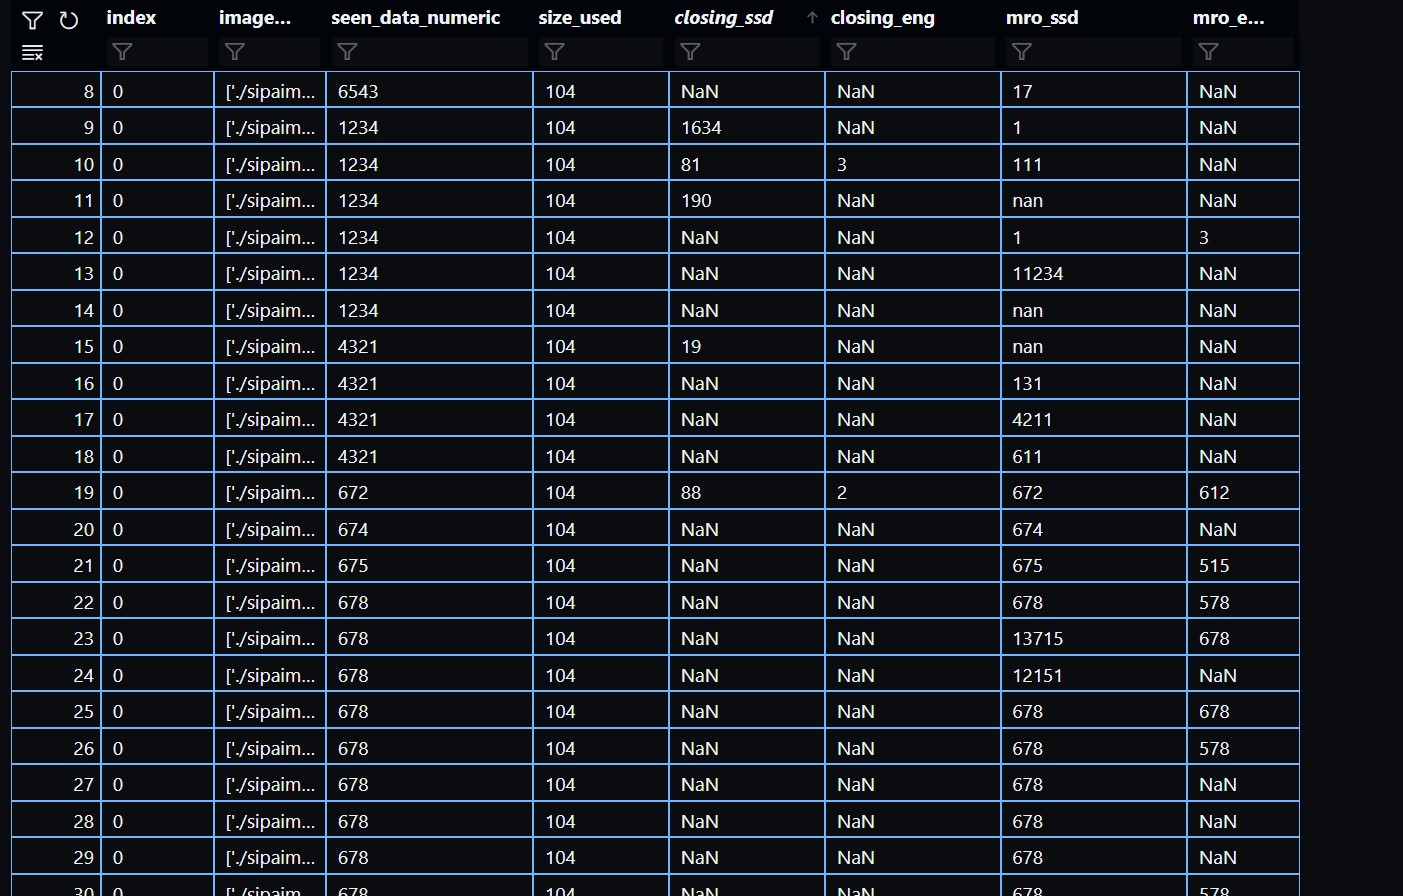 index image... seen_data_numeric size_used closing_ssd ↑ closing_eng mro_ssd mro_e...
8 0 ['./sipaim... 6543 104 NaN NaN 17 NaN
9 0 ['./sipaim... 1234 104 1634 NaN 1 NaN
10 0 ['./sipaim... 1234 104 81 3 111 NaN
11 0 ['./sipaim... 1234 104 190 NaN nan NaN
12 0 ['./sipaim... 1234 104 NaN NaN 1 3
13 0 ['./sipaim... 1234 104 NaN NaN 11234 NaN
14 0 ['./sipaim... 1234 104 NaN NaN nan NaN
15 0 ['./sipaim... 4321 104 19 NaN nan NaN
16 0 ['./sipaim... 4321 104 NaN NaN 131 NaN
17 0 ['./sipaim... 4321 104 NaN NaN 4211 NaN
18 0 ['./sipaim... 4321 104 NaN NaN 611 NaN
19 0 ['./sipaim... 672 104 88 2 672 612
20 0 ['./sipaim... 674 104 NaN NaN 674 NaN
21 0 ['./sipaim... 675 104 NaN NaN 675 515
22 0 ['./sipaim... 678 104 NaN NaN 678 578
23 0 ['./sipaim... 678 104 NaN NaN 13715 678
24 0 ['./sipaim... 678 104 NaN NaN 12151 NaN
25 0 ['./sipaim... 678 104 NaN NaN 678 678
26 0 ['./sipaim... 678 104 NaN NaN 678 578
27 0 ['./sipaim... 678 104 NaN NaN 678 NaN
28 0 ['./sipaim... 678 104 NaN NaN 678 NaN
29 0 ['./sipaim... 678 104 NaN NaN 678 NaN
30 0 ['./sipaim... 678 104 NaN NaN 678 578